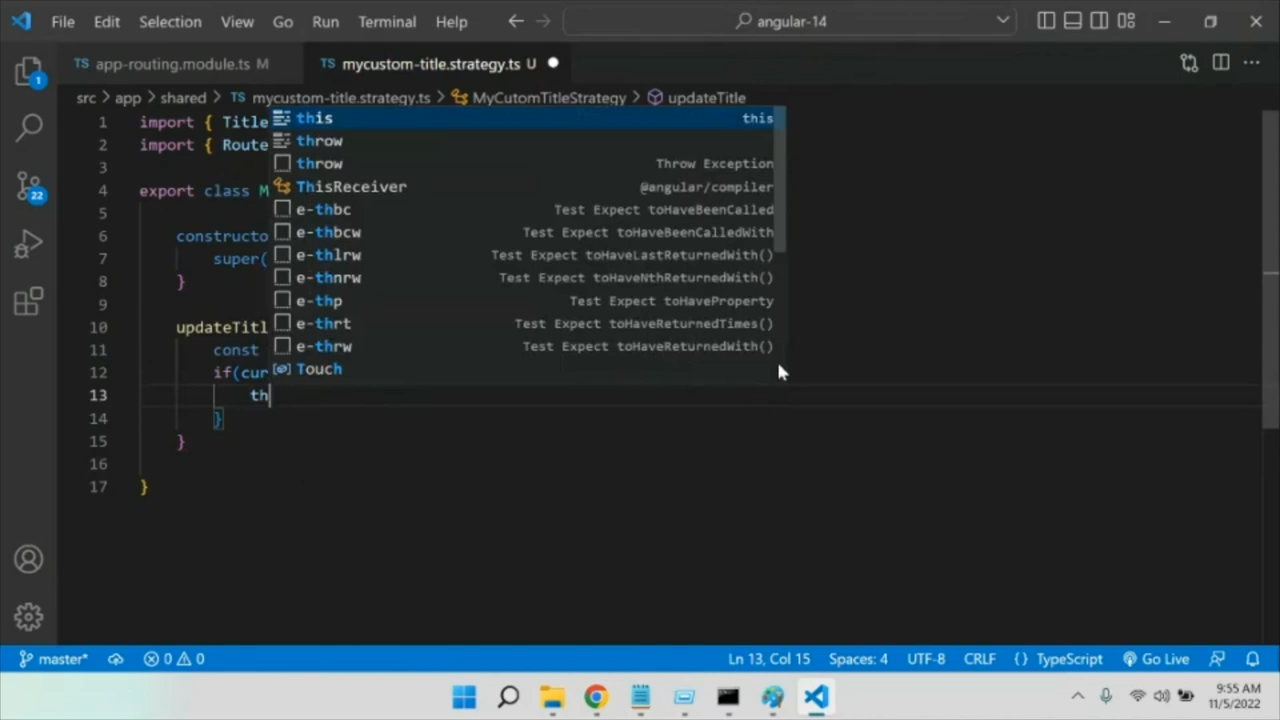 File Edit Selection View Go Run Terminal Help angular-14
1
TS app-routing.module.ts M TS mycustom-title.strategy.ts U
src > app > shared > TS mycustom-title.strategy.ts > MyCutomTitleStrategy > updateTitle
1 import { Title
2 import { Route
3
4 export class M
5
6 constructo
7 super(
8 }
9
10 updateTitl
11 const
12 if(cur
13 th
14 }
15 }
16
17 }
this this
throw
throw Throw Exception
ThisReceiver @angular/compiler
e-thbc Test Expect toHaveBeenCalled
e-thbcw Test Expect toHaveBeenCalledWith
e-thlrw Test Expect toHaveLastReturnedWith()
e-thnrw Test Expect toHaveNthReturnedWith()
e-thp Test Expect toHaveProperty
e-thrt Test Expect toHaveReturnedTimes()
e-thrw Test Expect toHaveReturnedWith()
Touch
22
master* 0 0 Ln 13, Col 15 Spaces: 4 UTF-8 CRLF {} TypeScript Go Live
9:55 AM
11/5/2022